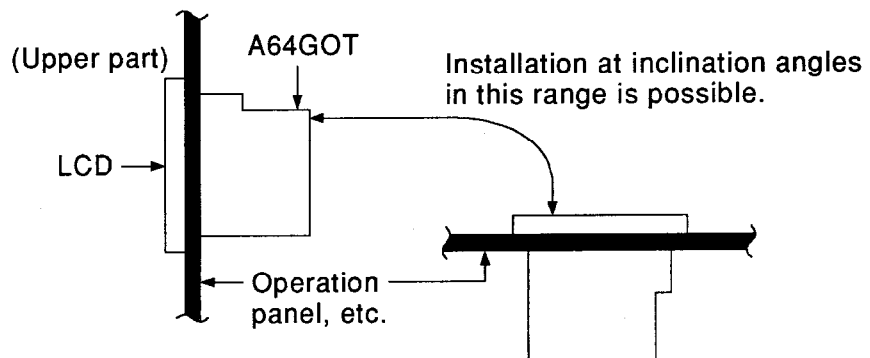 (Upper part)
A64GOT
Installation at inclination angles
in this range is possible.
LCD
Operation
panel, etc.